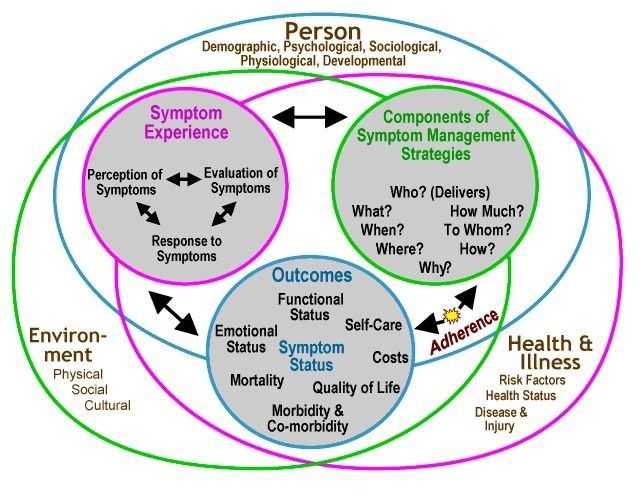 Person
Demographic, Psychological, Sociological,
Physiological, Developmental
Symptom
Experience
Perception of
Symptoms
Evaluation of
Symptoms
Response to
Symptoms
Components of
Symptom Management
Strategies
Who? (Delivers)
What?
How Much?
When?
To Whom?
Where?
How?
Why?
Outcomes
Functional
Status
Emotional
Status
Self-Care
Symptom
Status
Costs
Mortality
Quality of Life
Morbidity &
Co-morbidity
Adherence
Environ-
ment
Physical
Social
Cultural
Health &
Illness
Risk Factors
Health Status
Disease &
Injury